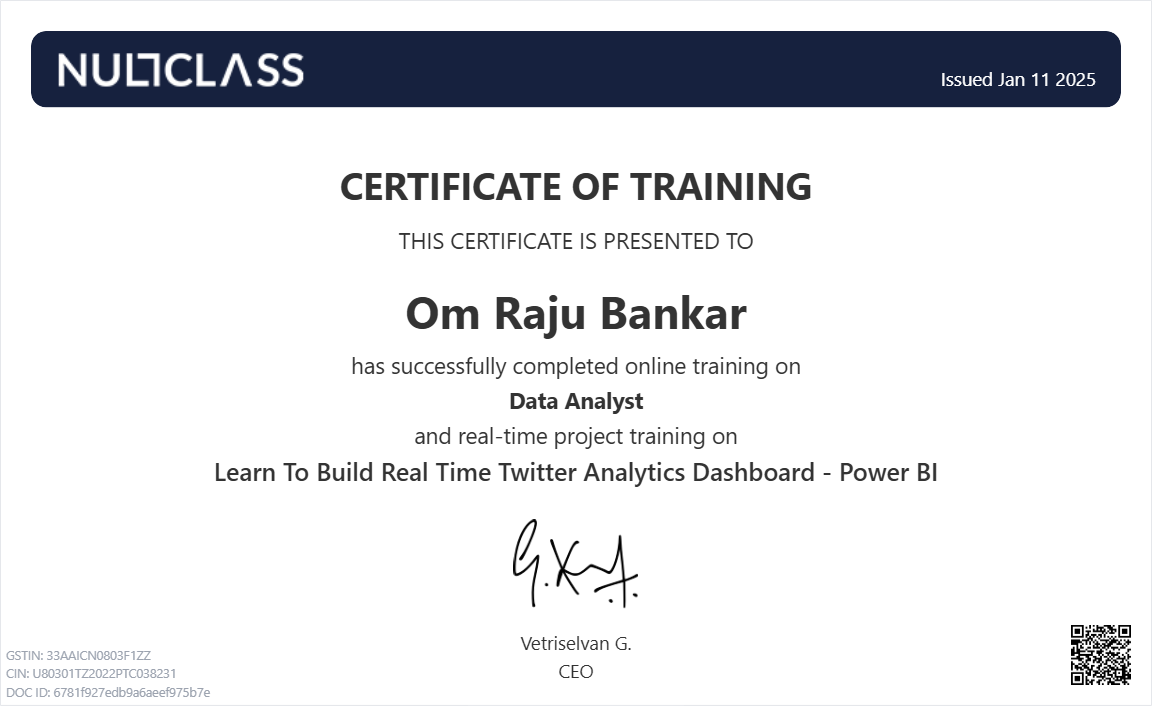 NULLCLASS
Issued Jan 11 2025
CERTIFICATE OF TRAINING
THIS CERTIFICATE IS PRESENTED TO
Om Raju Bankar
has successfully completed online training on
Data Analyst
and real-time project training on
Learn To Build Real Time Twitter Analytics Dashboard - Power BI
Vetriselvan G.
CEO
GSTIN: 33AAICN0803F1ZZ
CIN: U80301TZ2022PTC038231
DOC ID: 6781f927edb9a6aeef975b7e